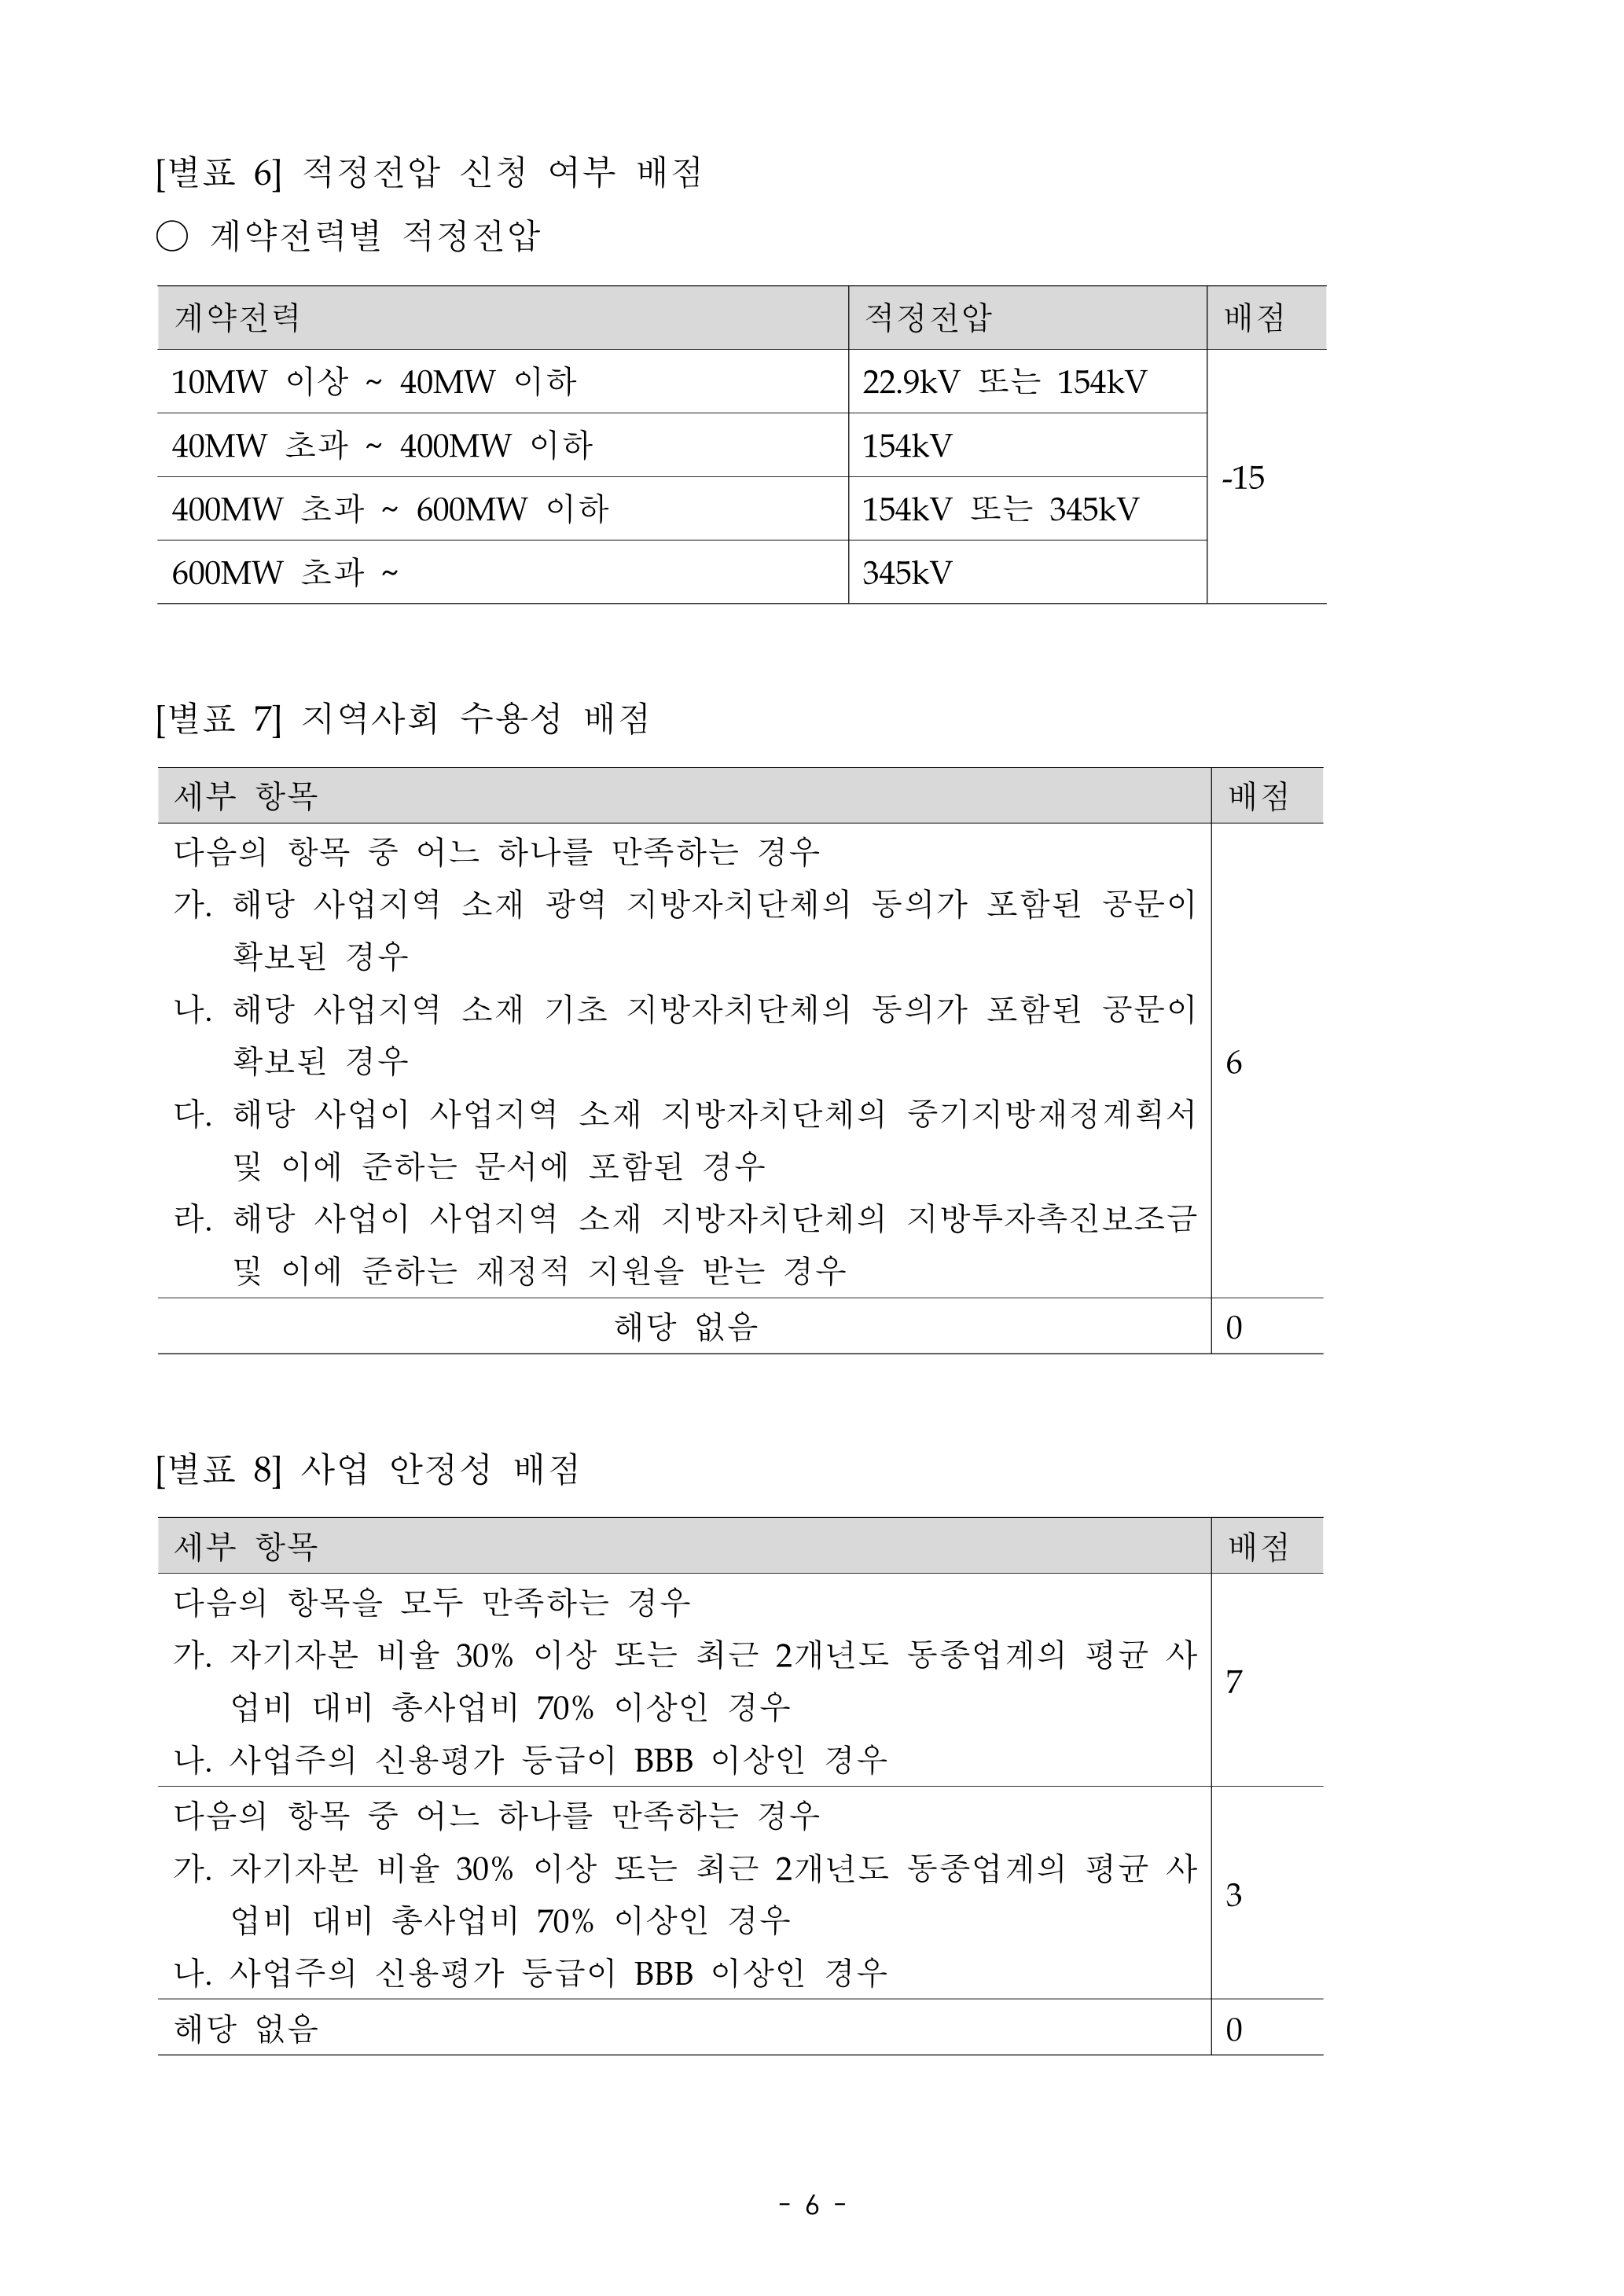 [별표 6] 적정전압 신청 여부 배점
○ 계약전력별 적정전압
계약전력 적정전압 배점
10MW 이상 ~ 40MW 이하 22.9kV 또는 154kV
40MW 초과 ~ 400MW 이하 154kV
-15
400MW 초과 ~ 600MW 이하 154kV 또는 345kV
600MW 초과 ~ 345kV
[별표 7] 지역사회 수용성 배점
세부 항목 배점
다음의 항목 중 어느 하나를 만족하는 경우
가. 해당 사업지역 소재 광역 지방자치단체의 동의가 포함된 공문이
확보된 경우
나. 해당 사업지역 소재 기초 지방자치단체의 동의가 포함된 공문이
확보된 경우
6
다. 해당 사업이 사업지역 소재 지방자치단체의 중기지방재정계획서
및 이에 준하는 문서에 포함된 경우
라. 해당 사업이 사업지역 소재 지방자치단체의 지방투자촉진보조금
및 이에 준하는 재정적 지원을 받는 경우
해당 없음 0
[별표 8] 사업 안정성 배점
세부 항목 배점
다음의 항목을 모두 만족하는 경우
가. 자기자본 비율 30% 이상 또는 최근 2개년도 동종업계의 평균 사
7
업비 대비 총사업비 70% 이상인 경우
나. 사업주의 신용평가 등급이 BBB 이상인 경우
다음의 항목 중 어느 하나를 만족하는 경우
가. 자기자본 비율 30% 이상 또는 최근 2개년도 동종업계의 평균 사
3
업비 대비 총사업비 70% 이상인 경우
나. 사업주의 신용평가 등급이 BBB 이상인 경우
해당 없음 0
- 6 -